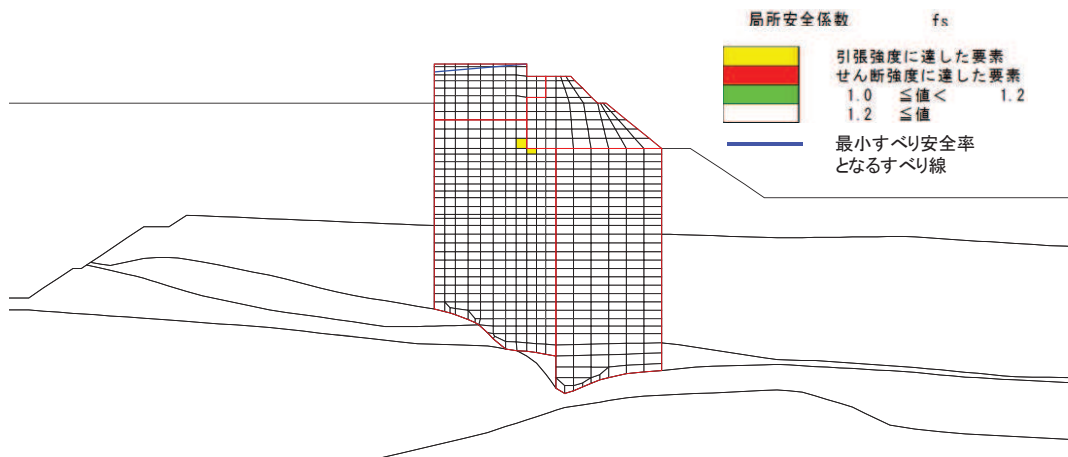 局所安全係数 fs
引張強度に達した要素
せん断強度に達した要素
1.0 ≦値< 1.2
1.2 ≦値
最小すべり安全率
となるすべり線